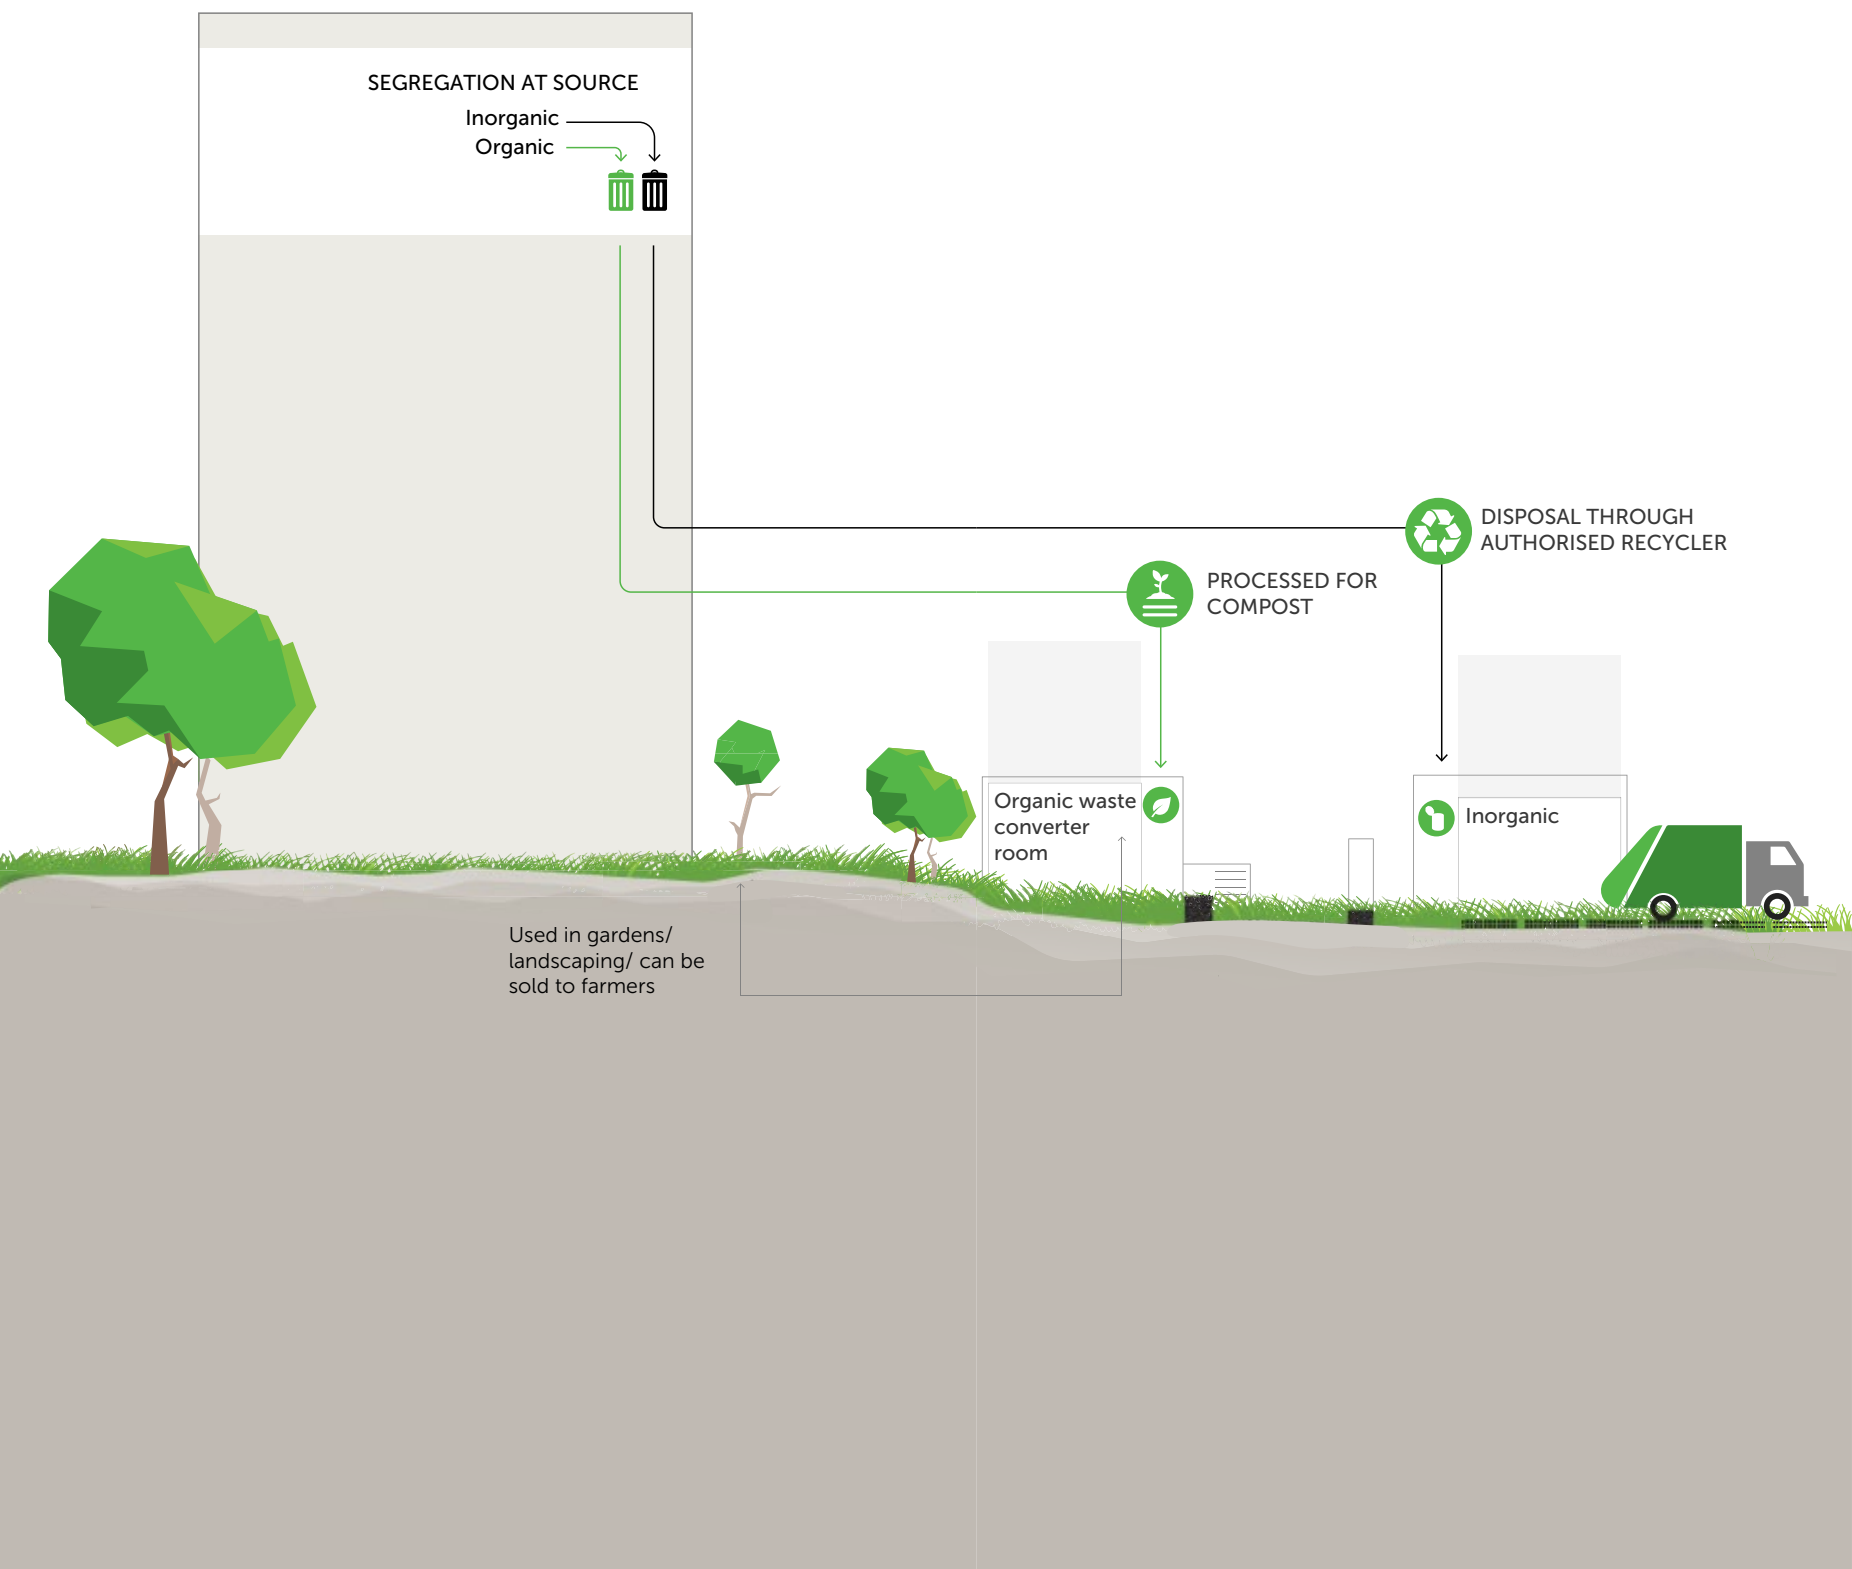 SEGREGATION AT SOURCE
Inorganic
Organic
DISPOSAL THROUGH
AUTHORISED RECYCLER
PROCESSED FOR
COMPOST
Organic waste
converter
room
Inorganic
Used in gardens/
landscaping/ can be
sold to farmers